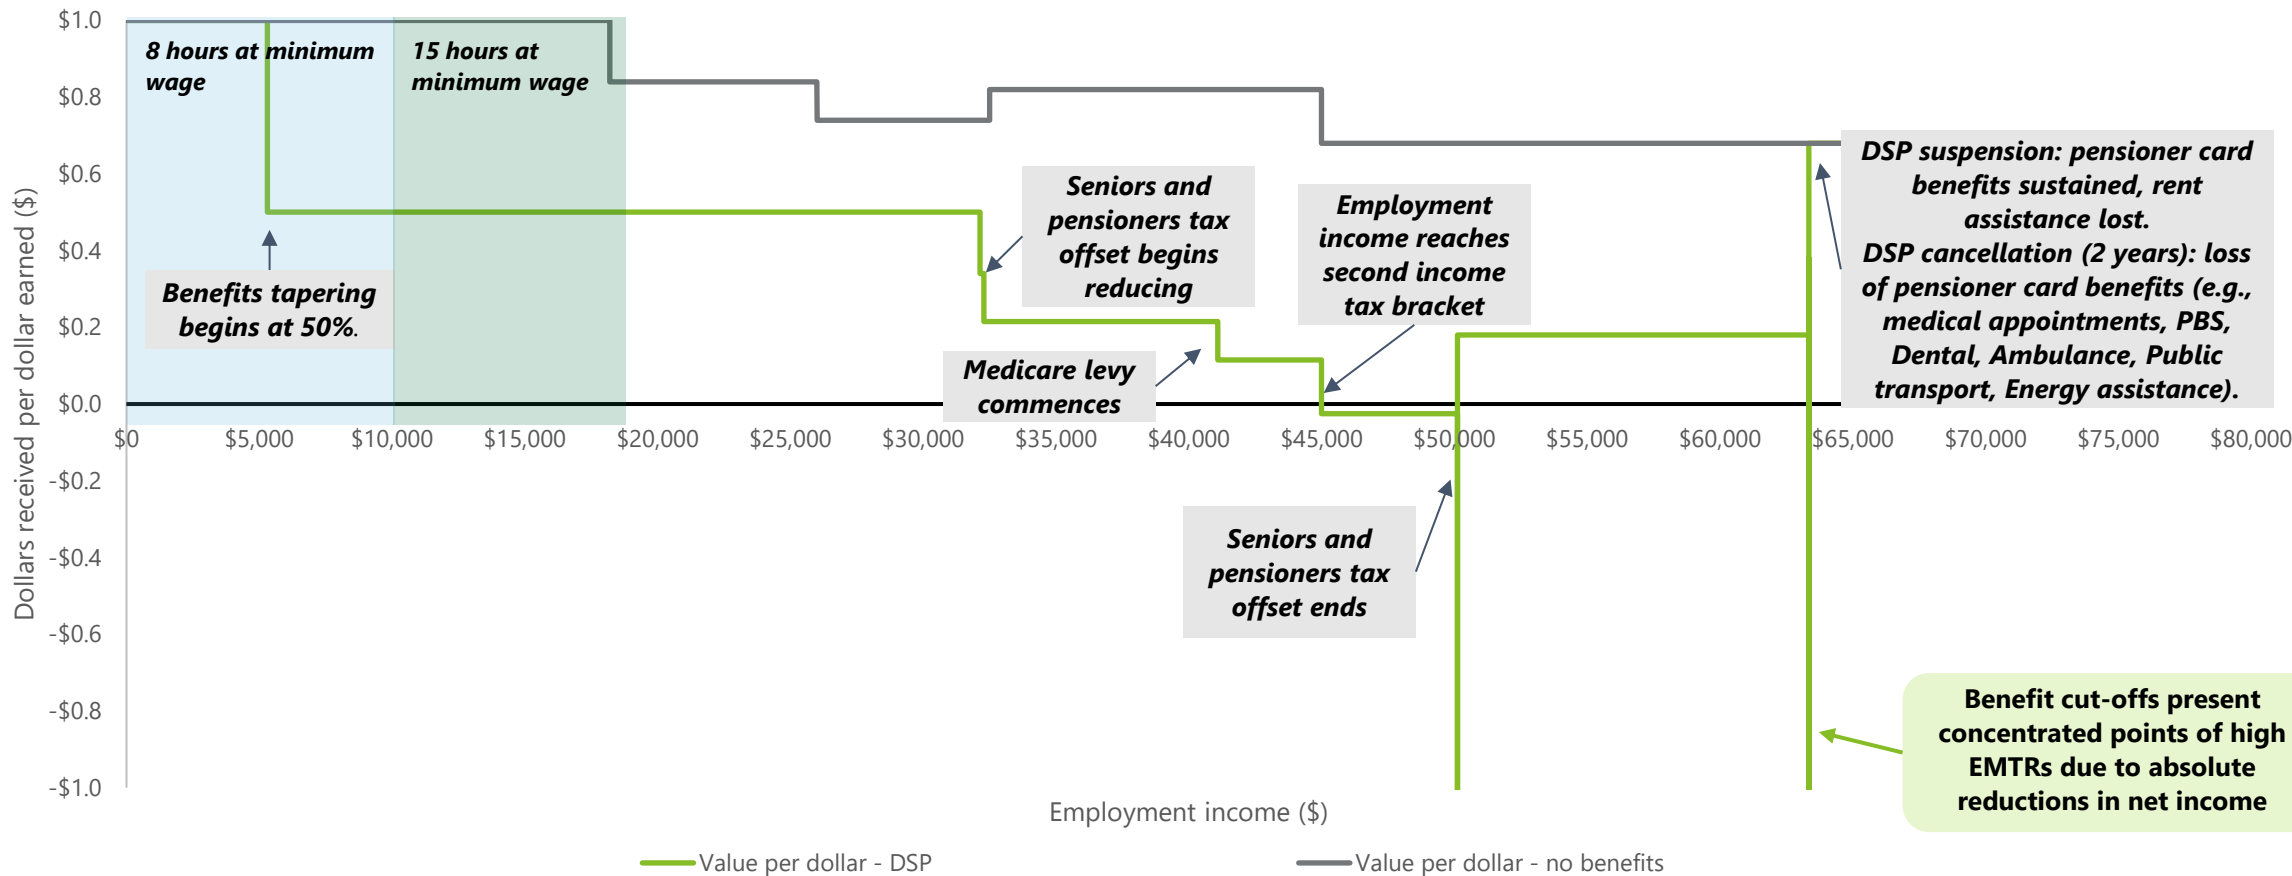 $1.0
$0.8
$0.6
$0.4
$0.2
$0.0
-$0.2
-$0.4
-$0.6
-$0.8
-$1.0
Dollars received per dollar earned ($)
8 hours at minimum
wage
15 hours at
minimum wage
Benefits tapering
begins at 50%.
Seniors and
pensioners tax
offset begins
reducing
Medicare levy
commences
Employment
income reaches
second income
tax bracket
Seniors and
pensioners tax
offset ends
DSP suspension: pensioner card
benefits sustained, rent
assistance lost.
DSP cancellation (2 years): loss
of pensioner card benefits (e.g.,
medical appointments, PBS,
Dental, Ambulance, Public
transport, Energy assistance).
Benefit cut-offs present
concentrated points of high
EMTRs due to absolute
reductions in net income
$0 $5,000 $10,000 $15,000 $20,000 $25,000 $30,000 $35,000 $40,000 $45,000 $50,000 $55,000 $60,000 $65,000 $70,000 $75,000 $80,000
Employment income ($)
Value per dollar - DSP
Value per dollar - no benefits